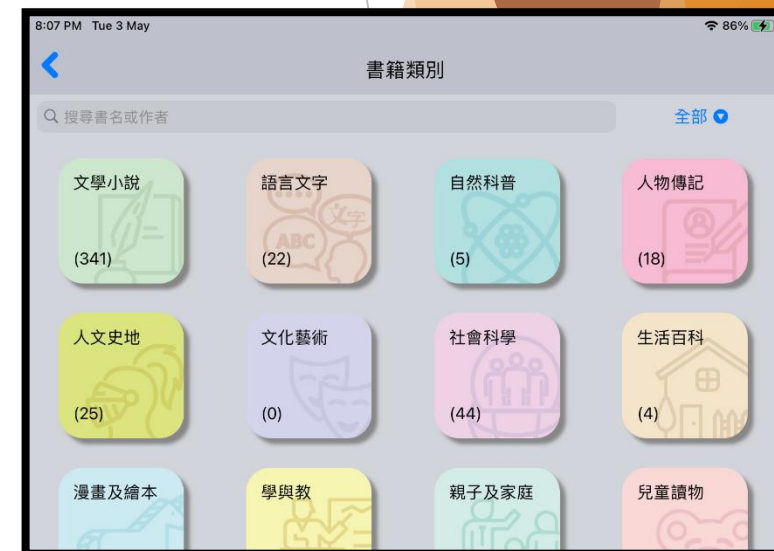 8:07 PM Tue 3 May
86%
書籍類別
搜尋書名或作者
全部
文學小說
(341)
語言文字
文字
ABC
(22)
自然科普
(5)
人物傳記
(18)
人文史地
(25)
文化藝術
(0)
社會科學
(44)
生活百科
(4)
漫畫及繪本
學與教
親子及家庭
兒童讀物